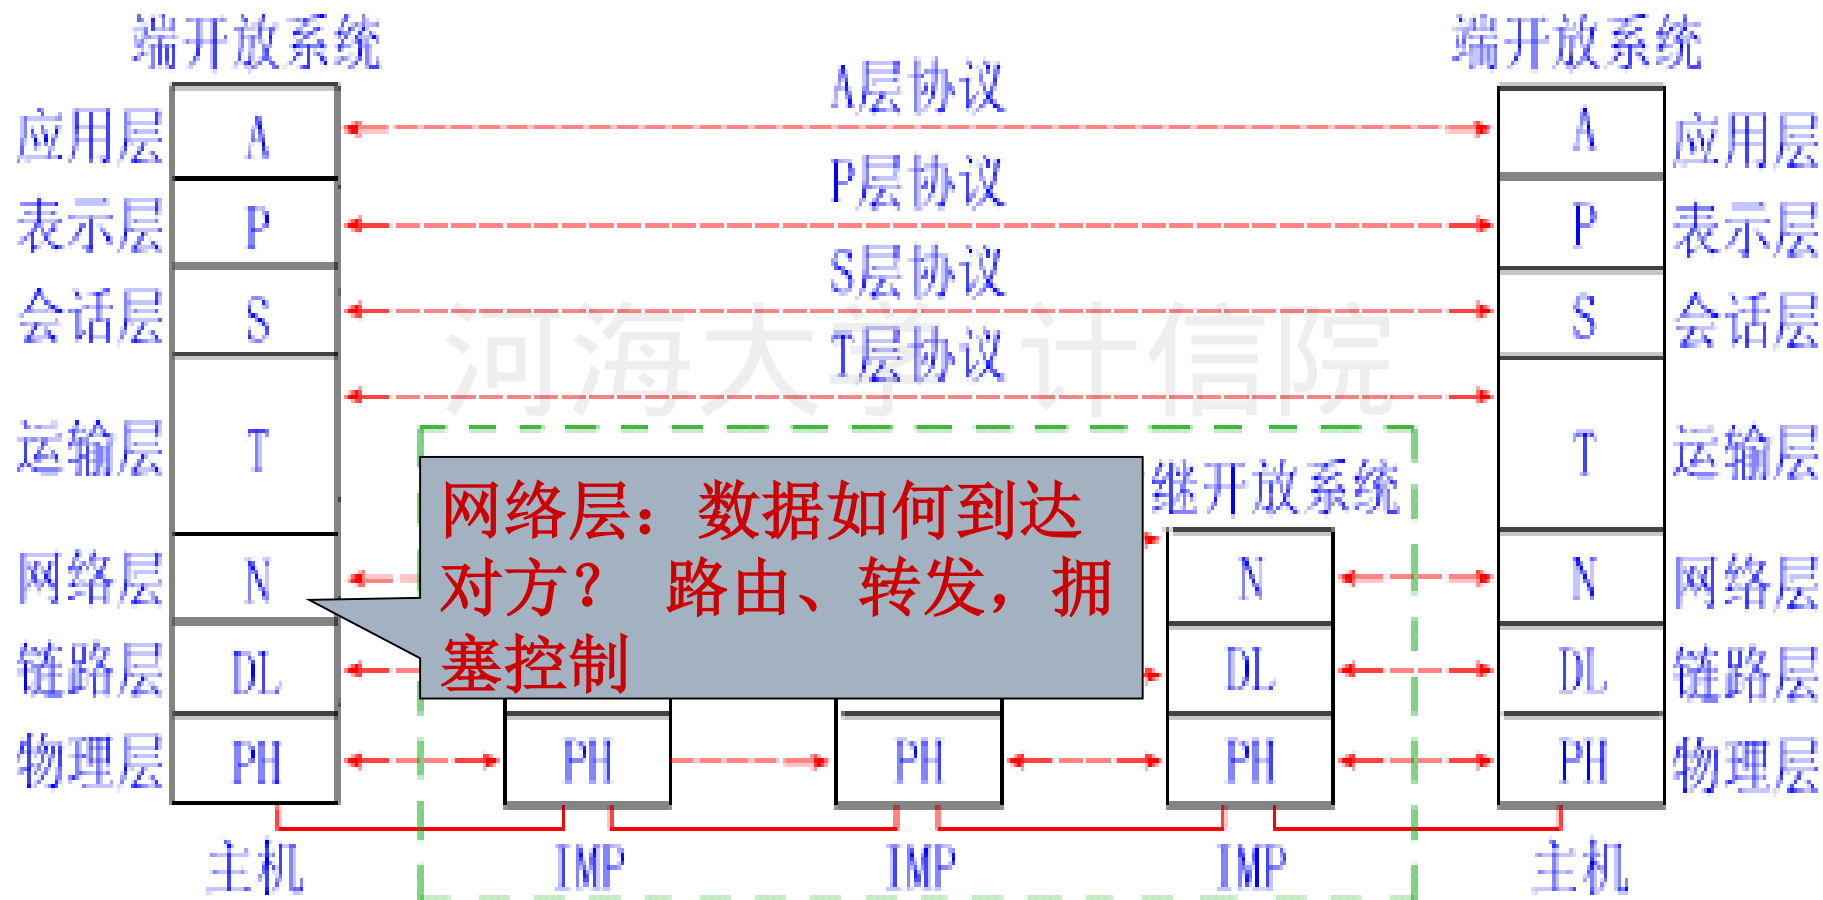 端开放系统 端开放系统
A层协议
应用层 A A 应用层
P层协议
表示层 P P 表示层
S层协议
会话层 S S 会话层
河海大学 计信院
T层协议
运输层 T T 运输层
继开放系统
网络层: 数据如何到达
对方? 路由、转发，拥
塞控制
网络层 N N N 网络层
链路层 DL DL DL 链路层
物理层 PH PH PH PH PH 物理层
主机 IMP IMP IMP 主机